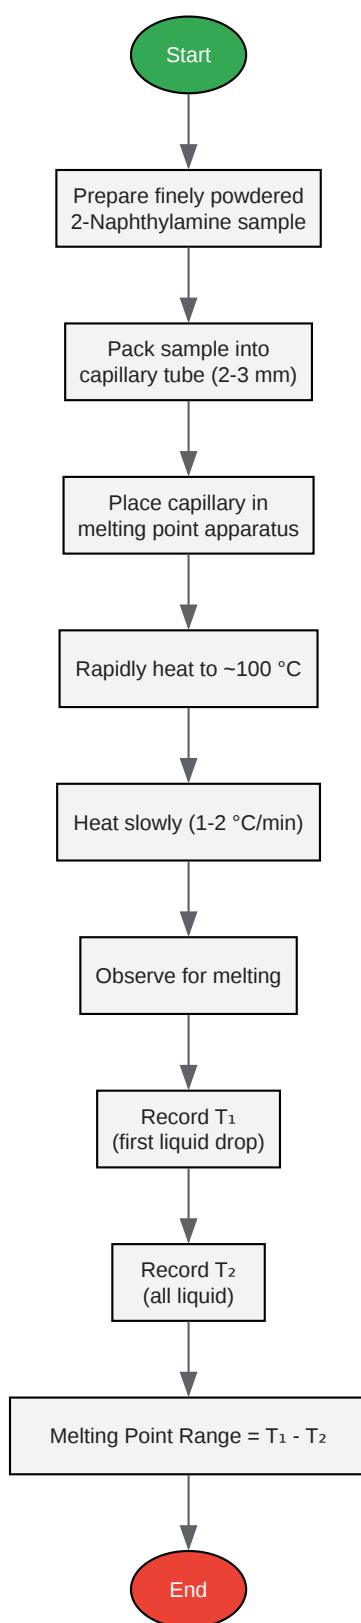 Start
Prepare finely powdered
2-Naphthylamine sample
Pack sample into
capillary tube (2-3 mm)
Place capillary in
melting point apparatus
Rapidly heat to ~100 °C
Heat slowly (1-2 °C/min)
Observe for melting
Record T₁
(first liquid drop)
Record T₂
(all liquid)
Melting Point Range = T₁ - T₂
End